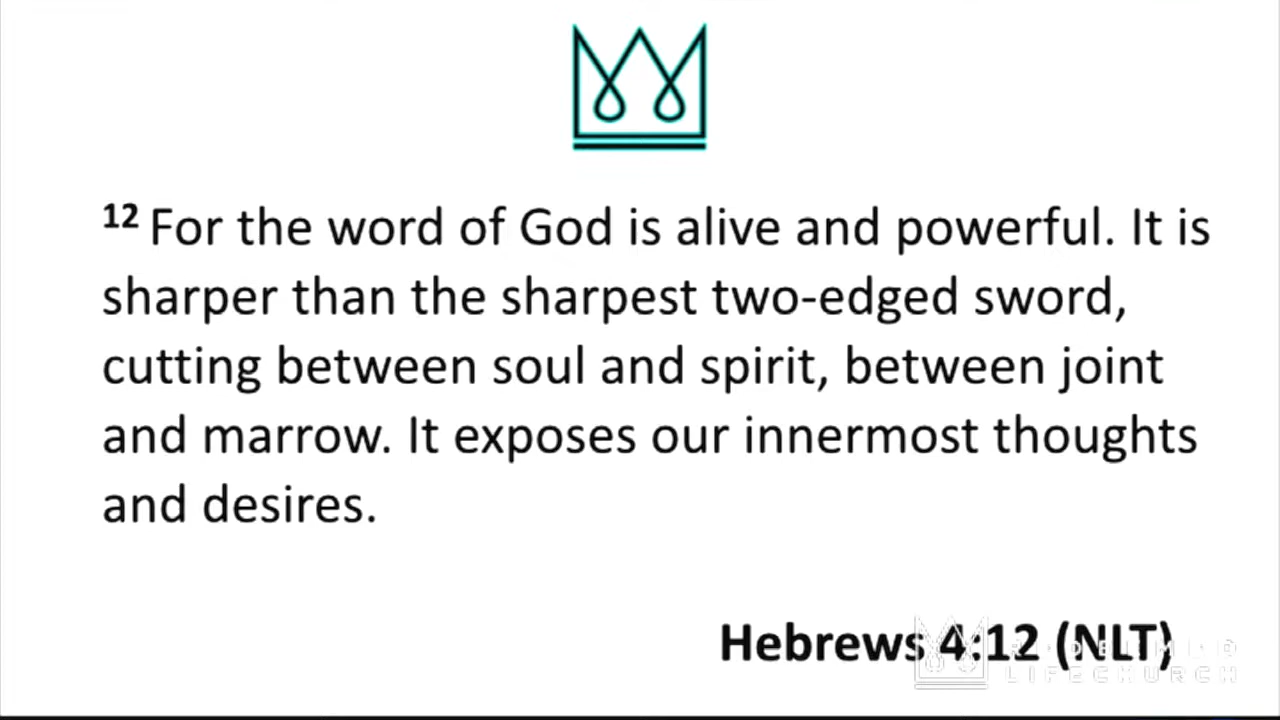 12 For the word of God is alive and powerful. It is
sharper than the sharpest two-edged sword,
cutting between soul and spirit, between joint
and marrow. It exposes our innermost thoughts
and desires.
Hebrews 4:12 (NLT)
LIFECHURCH